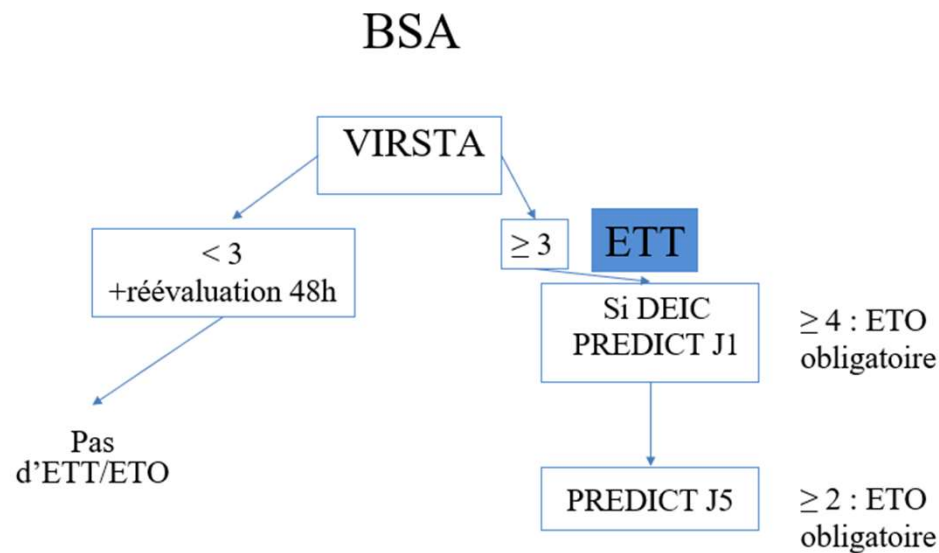 BSA
VIRSTA
< 3
+réévaluation 48h
≥ 3
ETT
Si DEIC
PREDICT J1
≥ 4 : ETO
obligatoire
Pas
d’ETT/ETO
PREDICT J5
≥ 2 : ETO
obligatoire